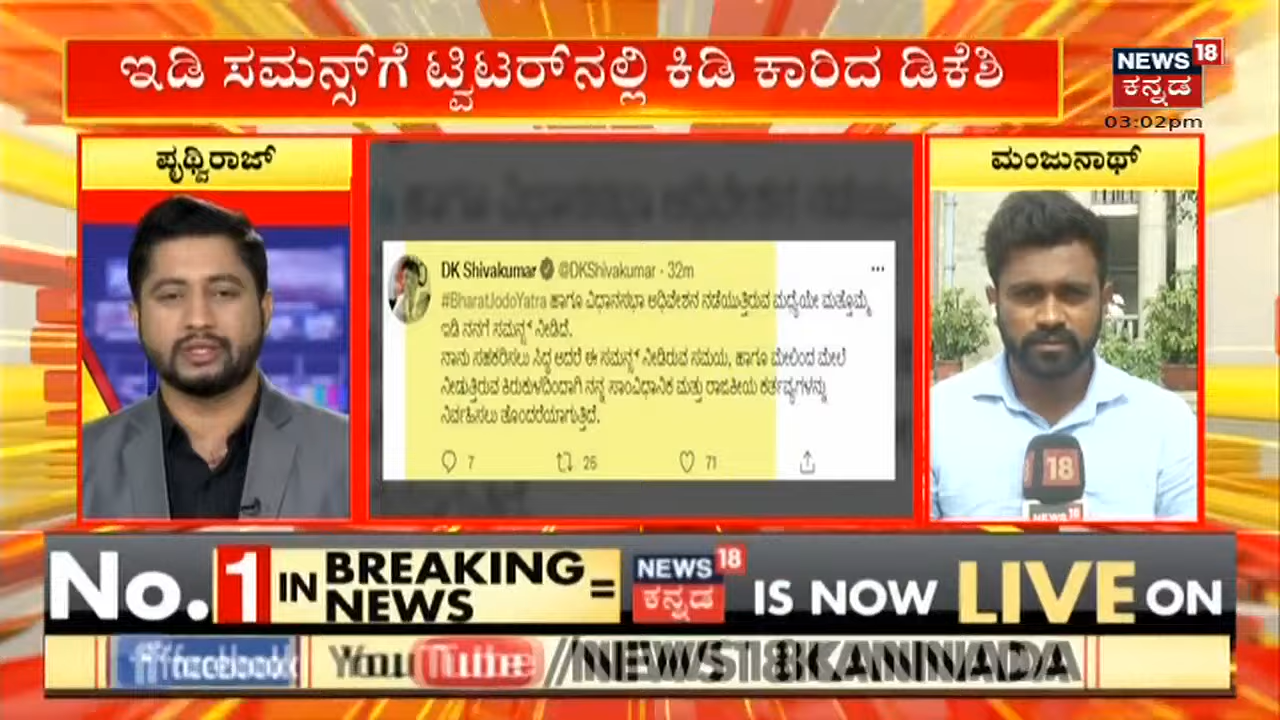 ಇಡಿ ಸಮನ್ಸ್‌ಗೆ ಟ್ವಿಟರ್‌ನಲ್ಲಿ ಕಿಡಿ ಕಾರಿದ ಡಿಕೆಶಿ
NEWS 18
ಕನ್ನಡ
03:02pm
ಪೃಥ್ವಿರಾಜ್
ಮಂಜುನಾಥ್
DK Shivakumar @DKShivakumar · 32m
#BharatJodoYatra ಹಾಗೂ ವಿಧಾನಸಭಾ ಅಧಿವೇಶನ ನಡೆಯುತ್ತಿರುವ ಮಧ್ಯೆಯೇ ಮತ್ತೊಮ್ಮೆ
ಇಡಿ ನನಗೆ ಸಮನ್ಸ್ ನೀಡಿದೆ.
ನಾನು ಸಹಕರಿಸಲು ಸಿದ್ಧ ಆದರೆ ಈ ಸಮನ್ಸ್ ನೀಡಿರುವ ಸಮಯ, ಹಾಗೂ ಮೇಲಿಂದ ಮೇಲೆ
ನೀಡುತ್ತಿರುವ ಕಿರುಕುಳದಿಂದಾಗಿ ನನ್ನ ಸಾಂವಿಧಾನಿಕ ಮತ್ತು ರಾಜಕೀಯ ಕರ್ತವ್ಯಗಳನ್ನು
ನಿರ್ವಹಿಸಲು ತೊಂದರೆಯಾಗುತ್ತಿದೆ.
7 26 71
18
NEWS 18
No.1 IN BREAKING NEWS = NEWS 18 ಕನ್ನಡ IS NOW LIVE ON
facebook YouTube //NEWS18KANNADA